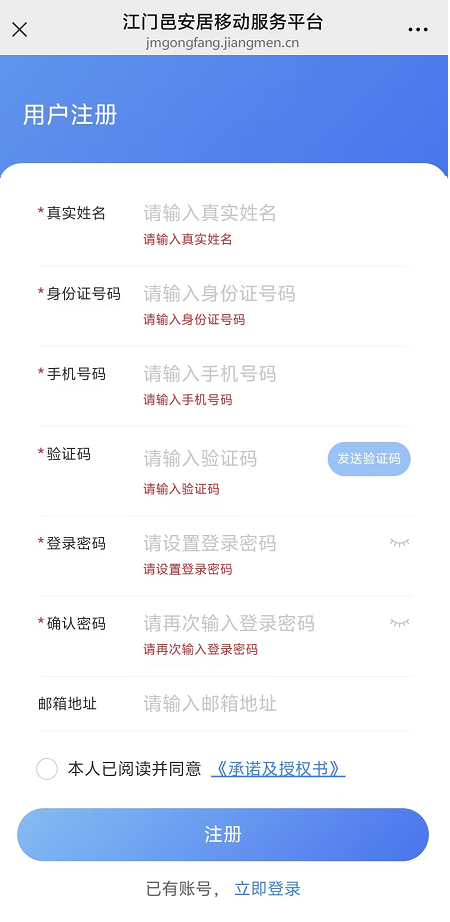 江门邑安居移动服务平台
jmgongfang.jiangmen.cn
用户注册
*真实姓名 请输入真实姓名
请输入真实姓名
*身份证号码 请输入身份证号码
请输入身份证号码
*手机号码 请输入手机号码
请输入手机号码
*验证码 请输入验证码 发送验证码
请输入验证码
*登录密码 请设置登录密码
请设置登录密码
*确认密码 请再次输入登录密码
请再次输入登录密码
邮箱地址 请输入邮箱地址
本人已阅读并同意 《承诺及授权书》
注册
已有账号，立即登录